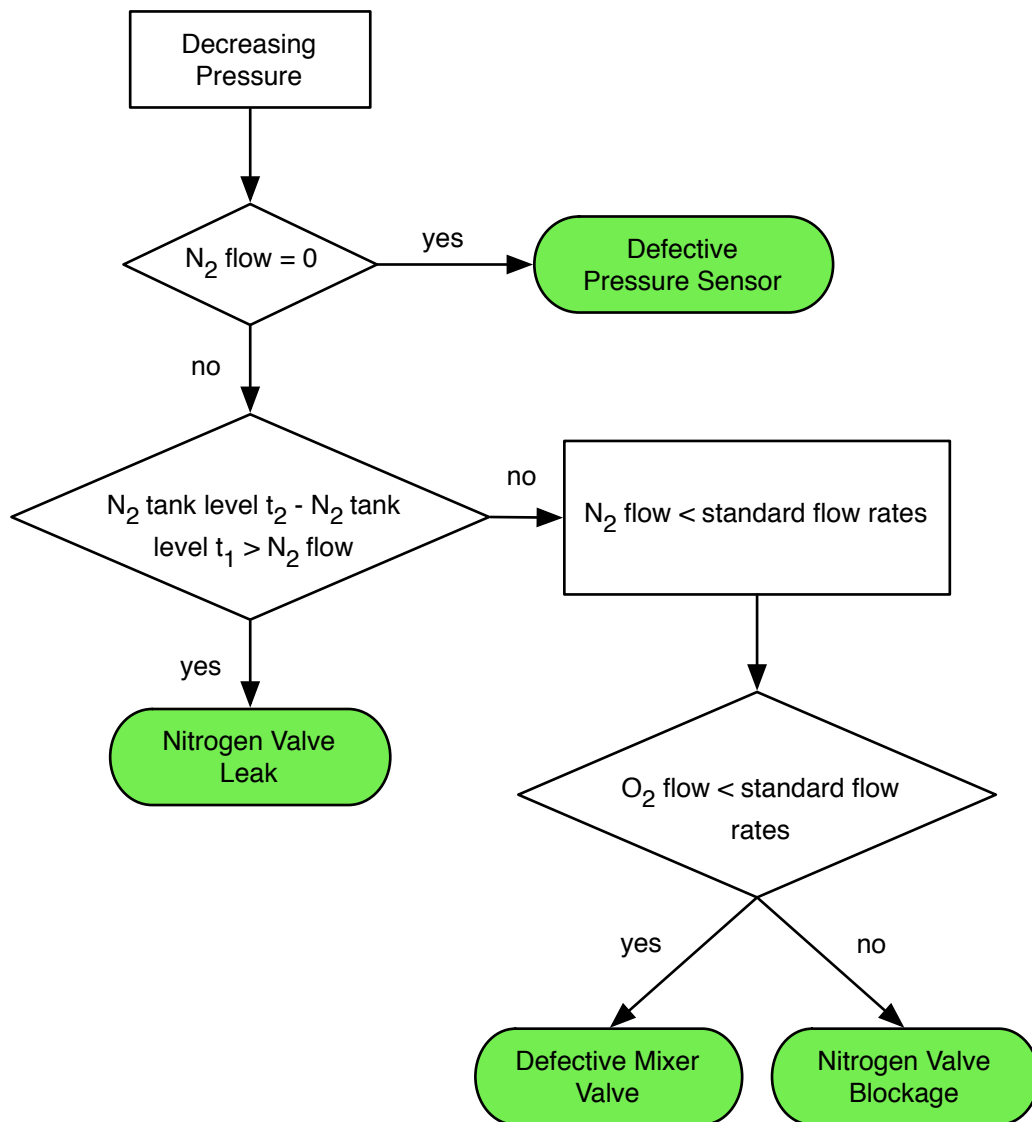 Decreasing
Pressure
N₂ flow = 0
yes
Defective
Pressure Sensor
no
N₂ tank level t₂ - N₂ tank
level t₁ > N₂ flow
no
N₂ flow < standard flow rates
yes
Nitrogen Valve
Leak
O₂ flow < standard flow
rates
yes
no
Defective Mixer
Valve
Nitrogen Valve
Blockage